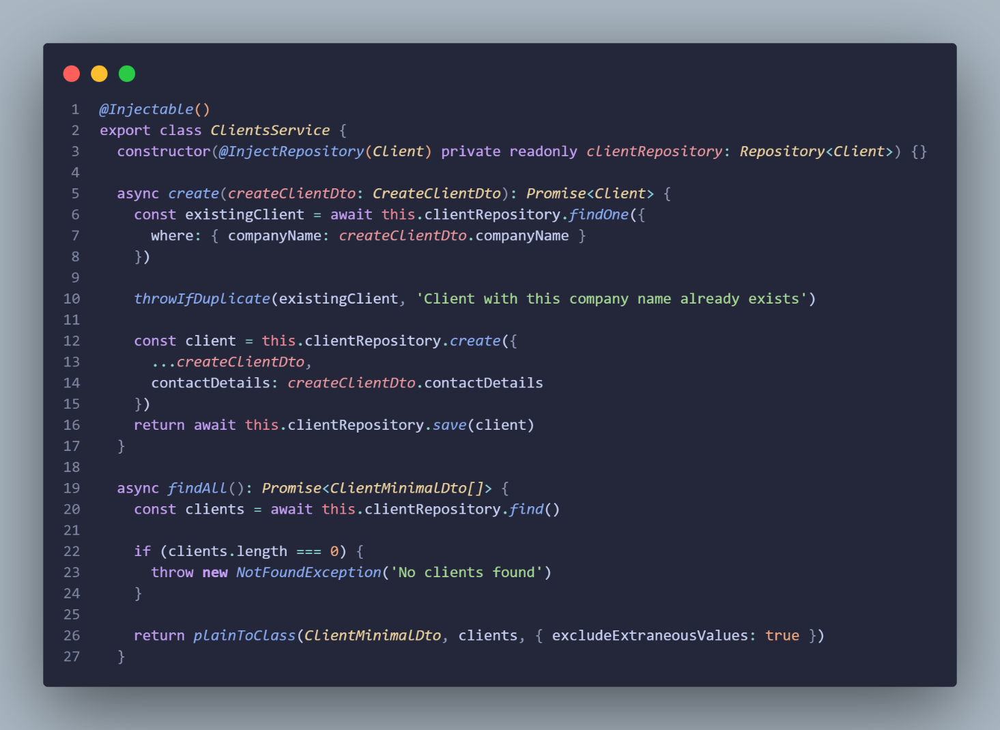 1 @Injectable()
2 export class ClientsService {
3   constructor(@InjectRepository(Client) private readonly clientRepository: Repository<Client>) {}
4
5   async create(createClientDto: CreateClientDto): Promise<Client> {
6     const existingClient = await this.clientRepository.findOne({
7       where: { companyName: createClientDto.companyName }
8     })
9
10     throwIfDuplicate(existingClient, 'Client with this company name already exists')
11
12     const client = this.clientRepository.create({
13       ...createClientDto,
14       contactDetails: createClientDto.contactDetails
15     })
16     return await this.clientRepository.save(client)
17   }
18
19   async findAll(): Promise<ClientMinimalDto[]> {
20     const clients = await this.clientRepository.find()
21
22     if (clients.length === 0) {
23       throw new NotFoundException('No clients found')
24     }
25
26     return plainToClass(ClientMinimalDto, clients, { excludeExtraneousValues: true })
27   }